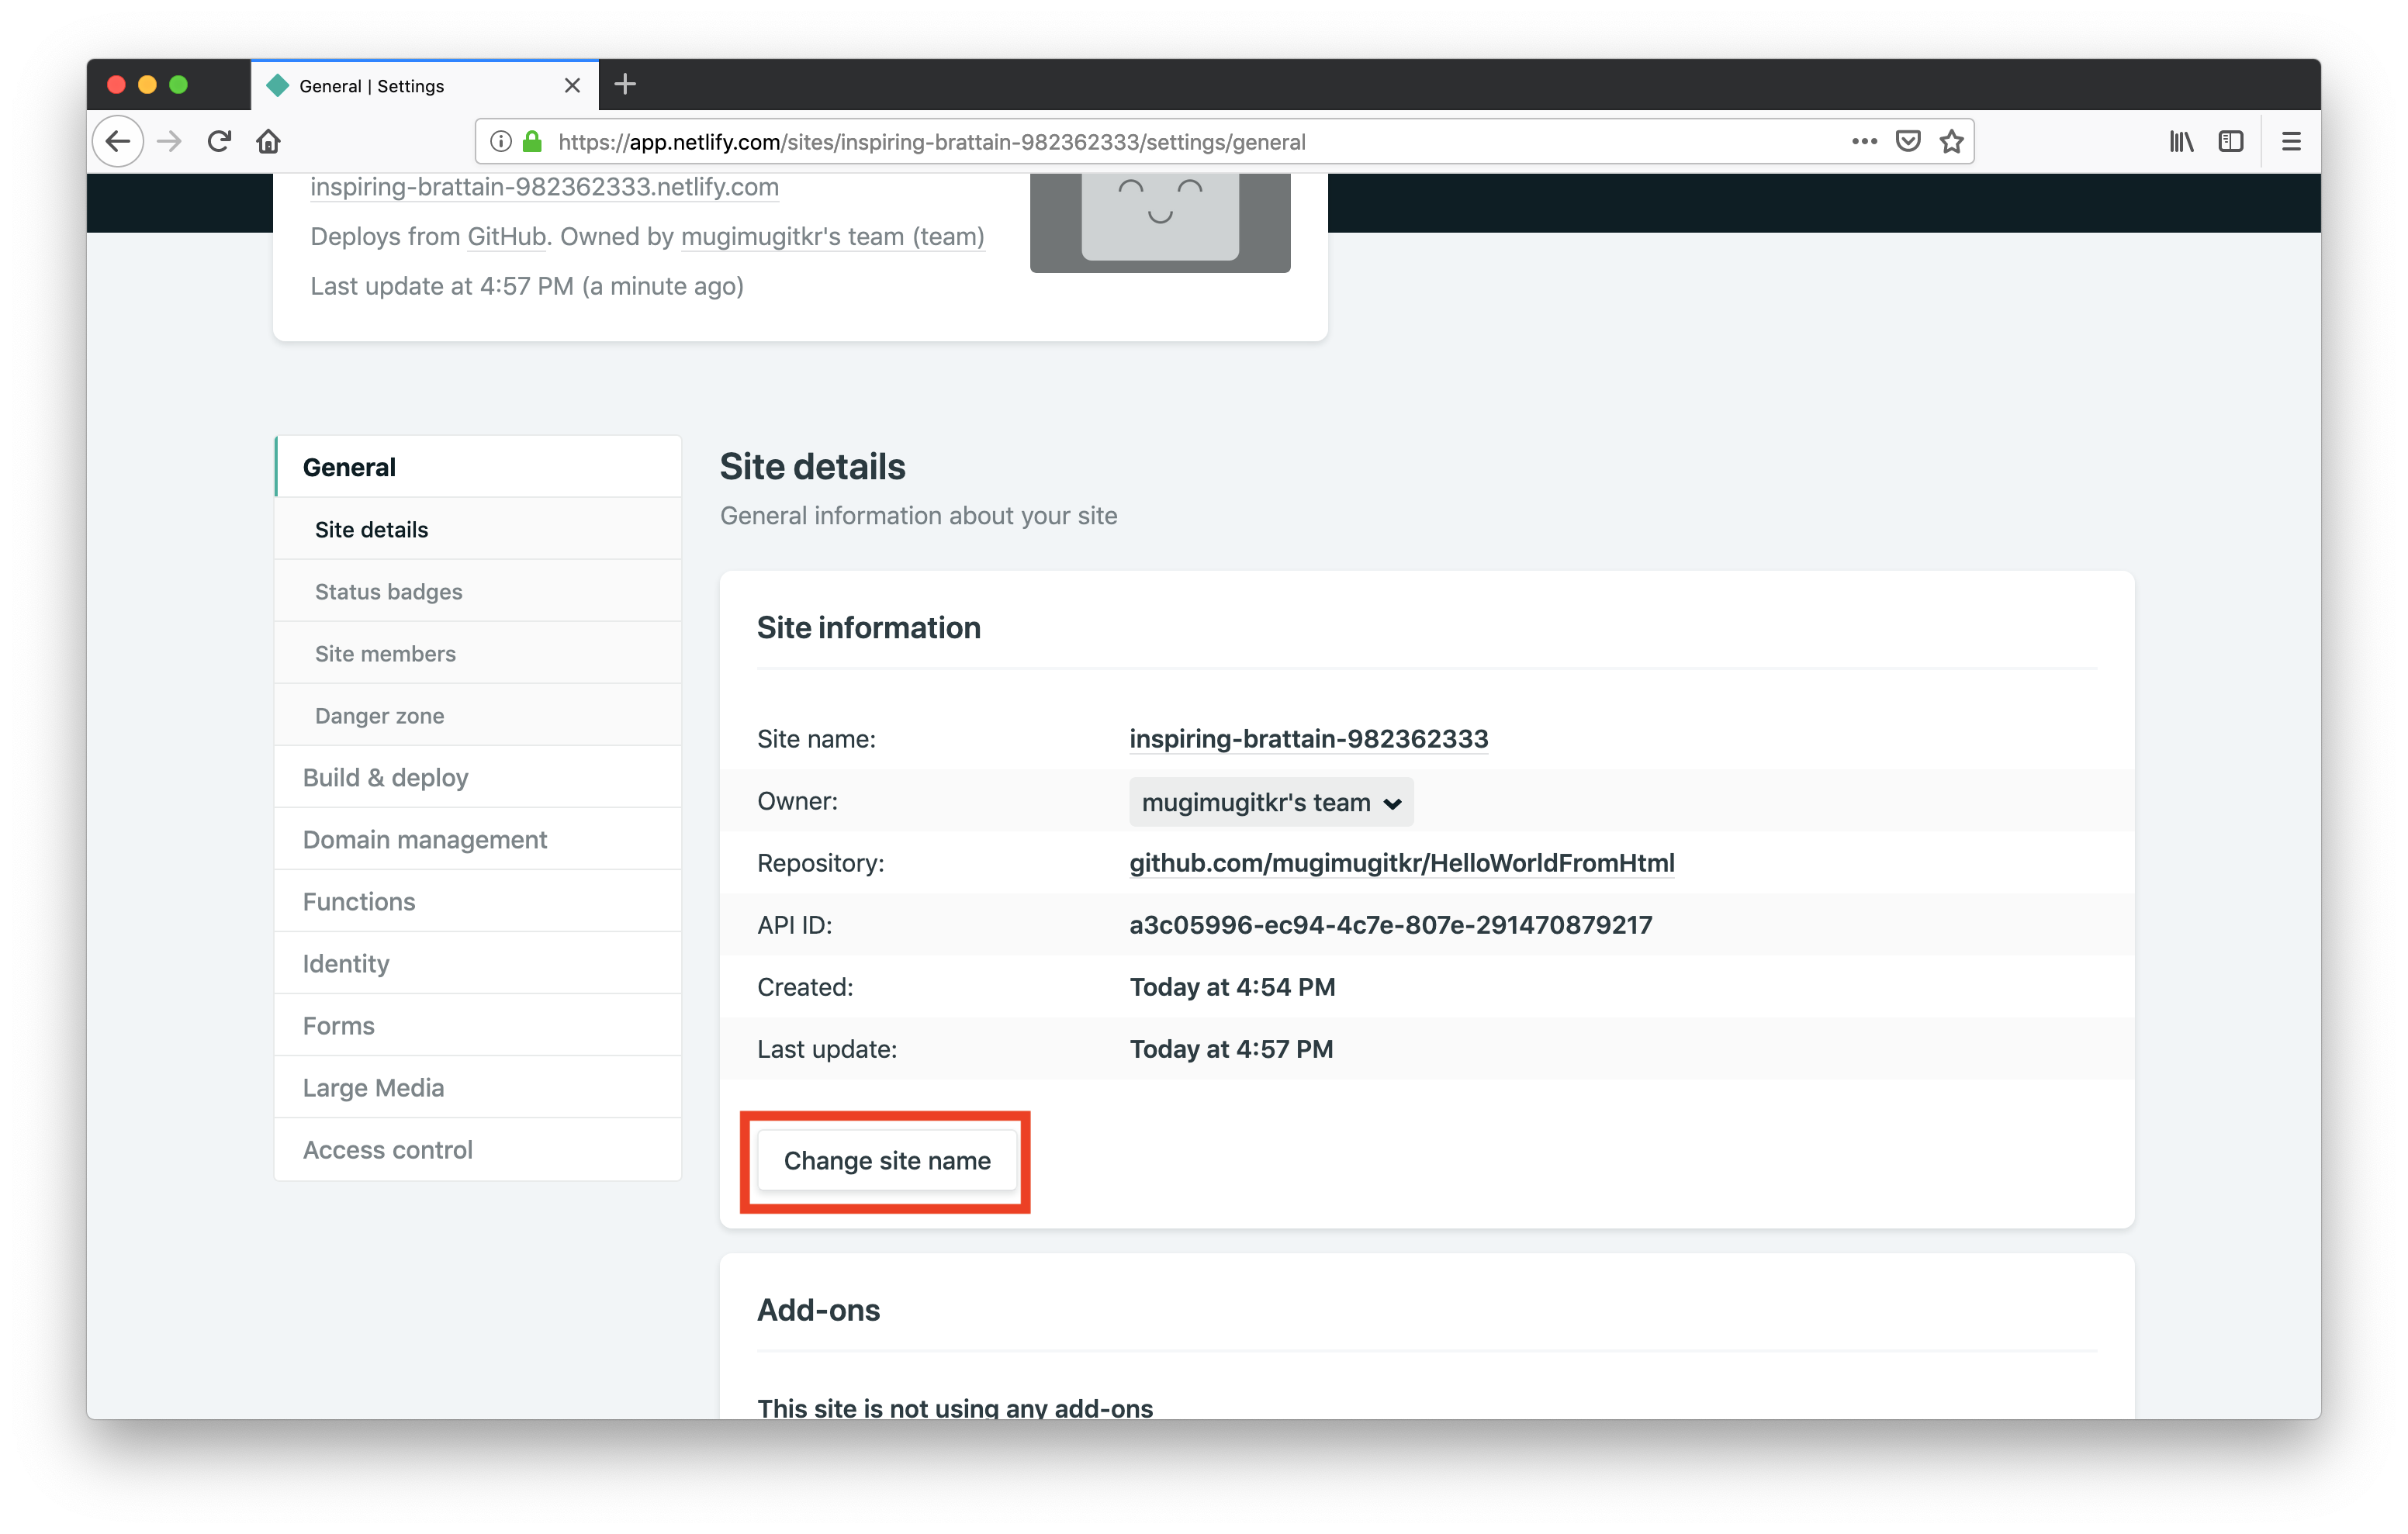 General | Settings
https://app.netlify.com/sites/inspiring-brattain-982362333/settings/general
inspiring-brattain-982362333.netlify.com
Deploys from GitHub. Owned by mugimugitkr's team (team)
Last update at 4:57 PM (a minute ago)
General
Site details
Status badges
Site members
Danger zone
Build & deploy
Domain management
Functions
Identity
Forms
Large Media
Access control
Site details
General information about your site
Site information
Site name: inspiring-brattain-982362333
Owner: mugimugitkr's team
Repository: github.com/mugimugitkr/HelloWorldFromHtml
API ID: a3c05996-ec94-4c7e-807e-291470879217
Created: Today at 4:54 PM
Last update: Today at 4:57 PM
Change site name
Add-ons
This site is not using any add-ons